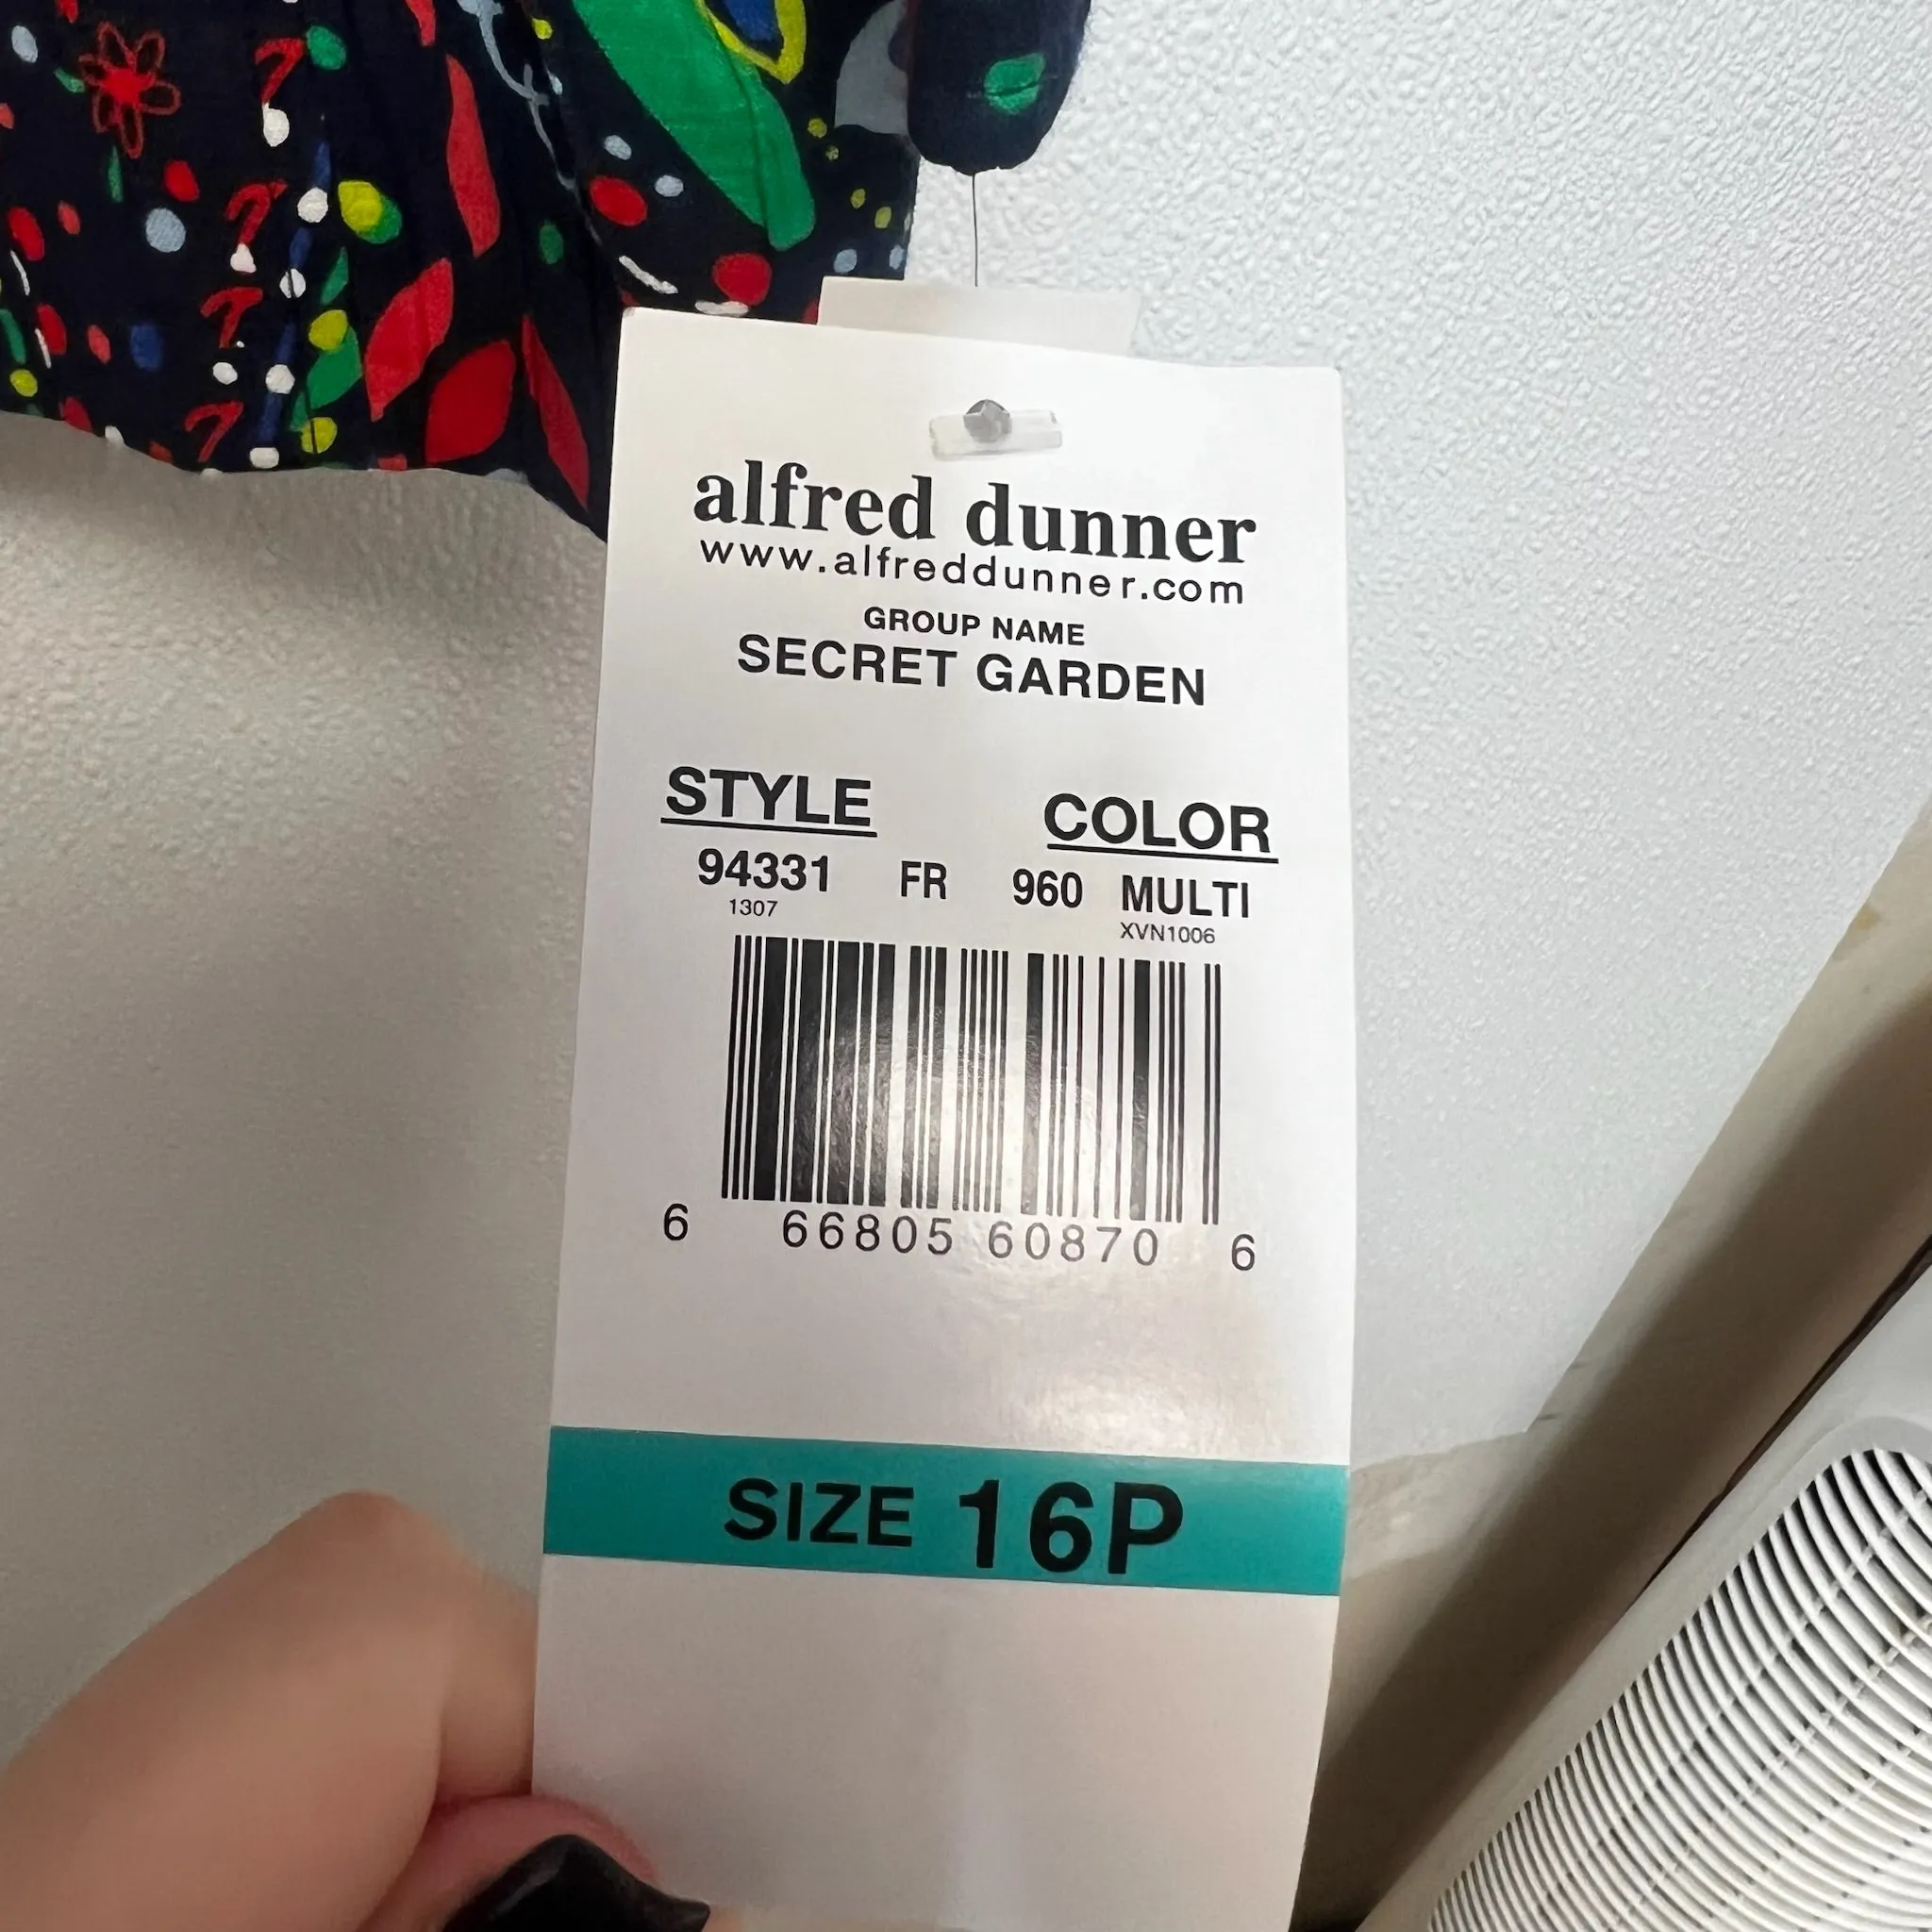 alfred dunner
www.alfreddunner.com
GROUP NAME
SECRET GARDEN
STYLE COLOR
94331 FR 960 MULTI
1307 XVN1006
6 66805 60870 6
SIZE 16P